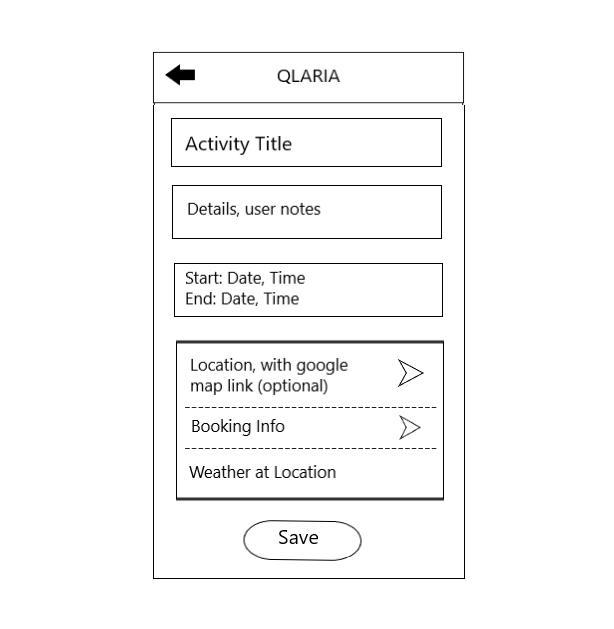 QLARIA
Activity Title
Details, user notes
Start: Date, Time
End: Date, Time
Location, with google
map link (optional)
Booking Info
Weather at Location
Save